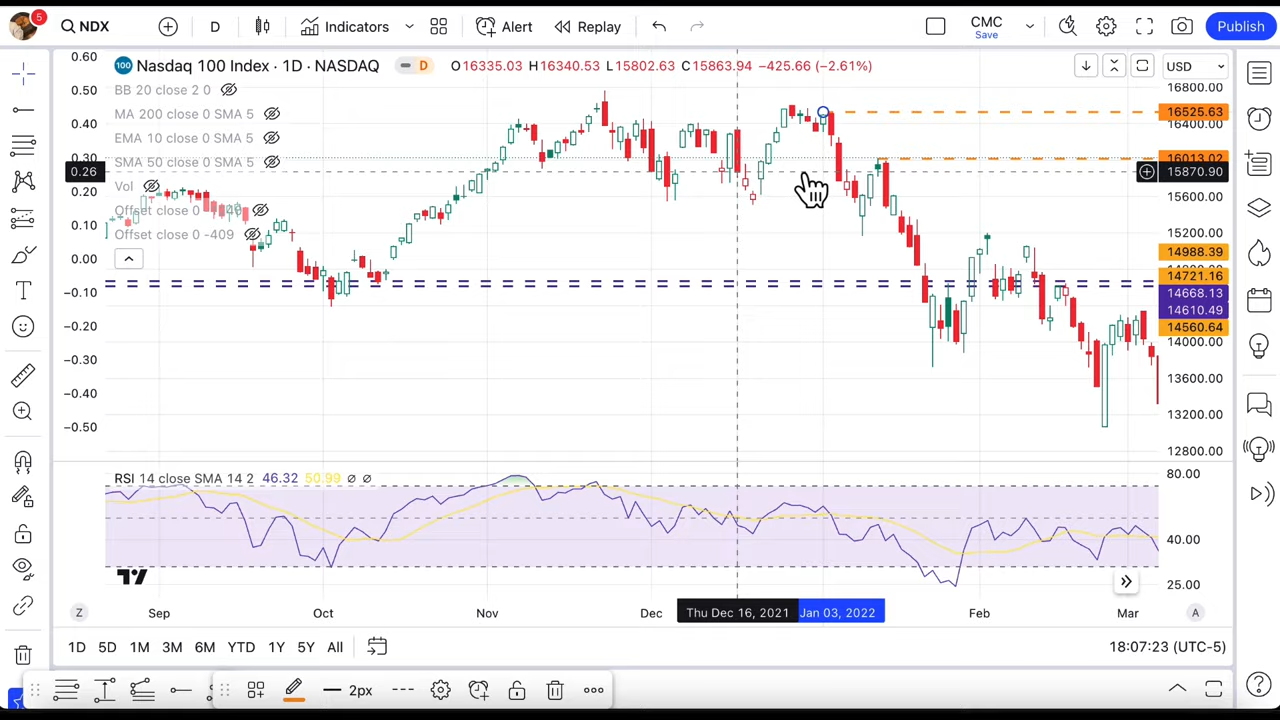 5
NDX
D
Indicators
Alert
Replay
CMC
Save
Publish
100
Nasdaq 100 Index · 1D · NASDAQ
D
O16335.03 H16340.53 L15802.63 C15863.94 −425.66 (−2.61%)
USD
BB 20 close 2 0
MA 200 close 0 SMA 5
EMA 10 close 0 SMA 5
SMA 50 close 0 SMA 5
Vol
Offset close 0
Offset close 0 -409
0.60
0.50
0.40
0.30
0.26
0.20
0.10
0.00
−0.10
−0.20
−0.30
−0.40
−0.50
16800.00
16525.63
16400.00
16013.02
15870.90
15600.00
15200.00
14988.39
14721.16
14668.13
14610.49
14560.64
14000.00
13600.00
13200.00
12800.00
RSI 14 close SMA 14 2 46.32 50.99 ∅ ∅
80.00
40.00
25.00
Z
Sep
Oct
Nov
Dec
Thu Dec 16, 2021
Jan 03, 2022
Feb
Mar
A
1D 5D 1M 3M 6M YTD 1Y 5Y All
18:07:23 (UTC-5)
2px